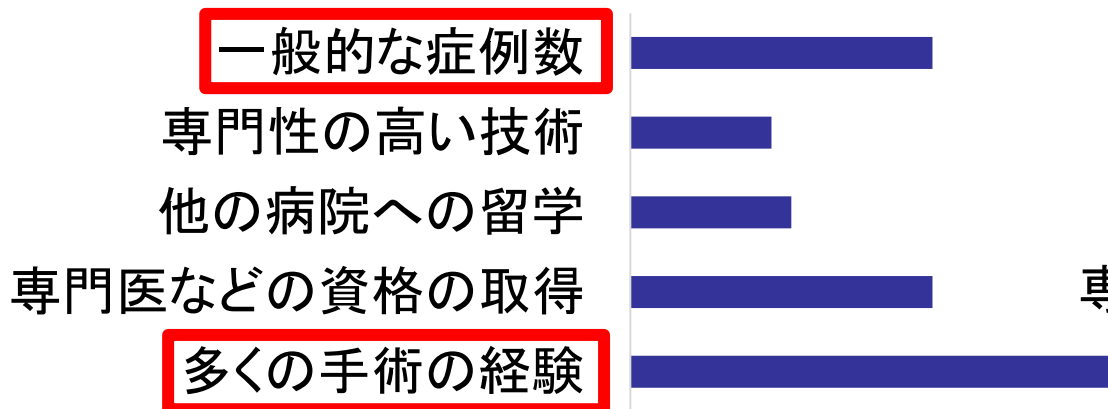 一般的な症例数
専門性の高い技術
他の病院への留学
専門医などの資格の取得
多くの手術の経験